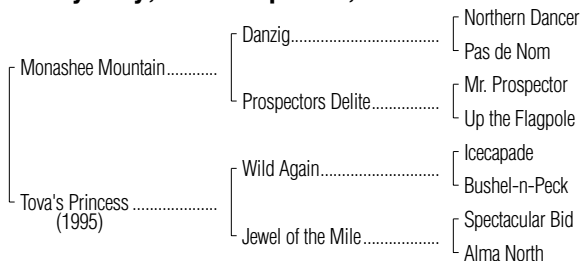 Northern Dancer
Danzig
Pas de Nom
Monashee Mountain
Mr. Prospector
Prospectors Delite
Up the Flagpole
Icecapade
Wild Again
Bushel-n-Peck
Tova's Princess
(1995)
Spectacular Bid
Jewel of the Mile
Alma North